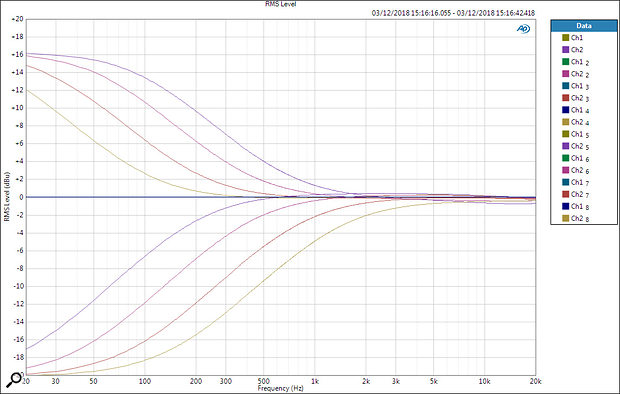 RMS Level
03/12/2018 15:16:16.055 - 03/12/2018 15:16:42.418
AP
Data
Ch1
Ch2
Ch1 2
Ch2 2
Ch1 3
Ch2 3
Ch1 4
Ch2 4
Ch1 5
Ch2 5
Ch1 6
Ch2 6
Ch1 7
Ch2 7
Ch1 8
Ch2 8
RMS Level (dBu)
+20
+18
+16
+14
+12
+10
+8
+6
+4
+2
0
-2
-4
-6
-8
-10
-12
-14
-16
-18
20 30 50 100 200 300 500 1k 2k 3k 5k 10k 20k
Frequency (Hz)